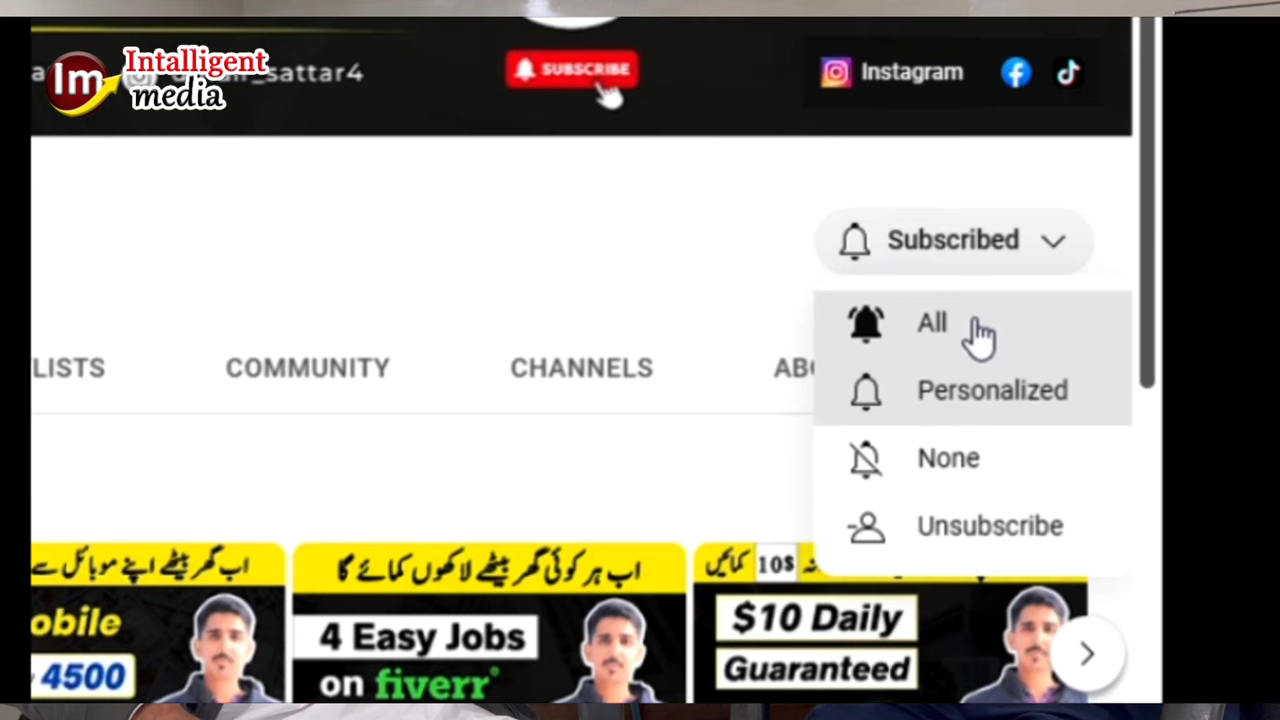 Im
Intalligent
media
_sattar4
SUBSCRIBE
Instagram
Subscribed
All
Personalized
None
Unsubscribe
LISTS
COMMUNITY
CHANNELS
ABO
اب گھر بیٹھے اپنے موبائل سے
obile
4500
اب ہر کوئی گھر بیٹھے لاکھوں کمائے گا
4 Easy Jobs
on fiverr
10$ کمائیں
$10 Daily
Guaranteed